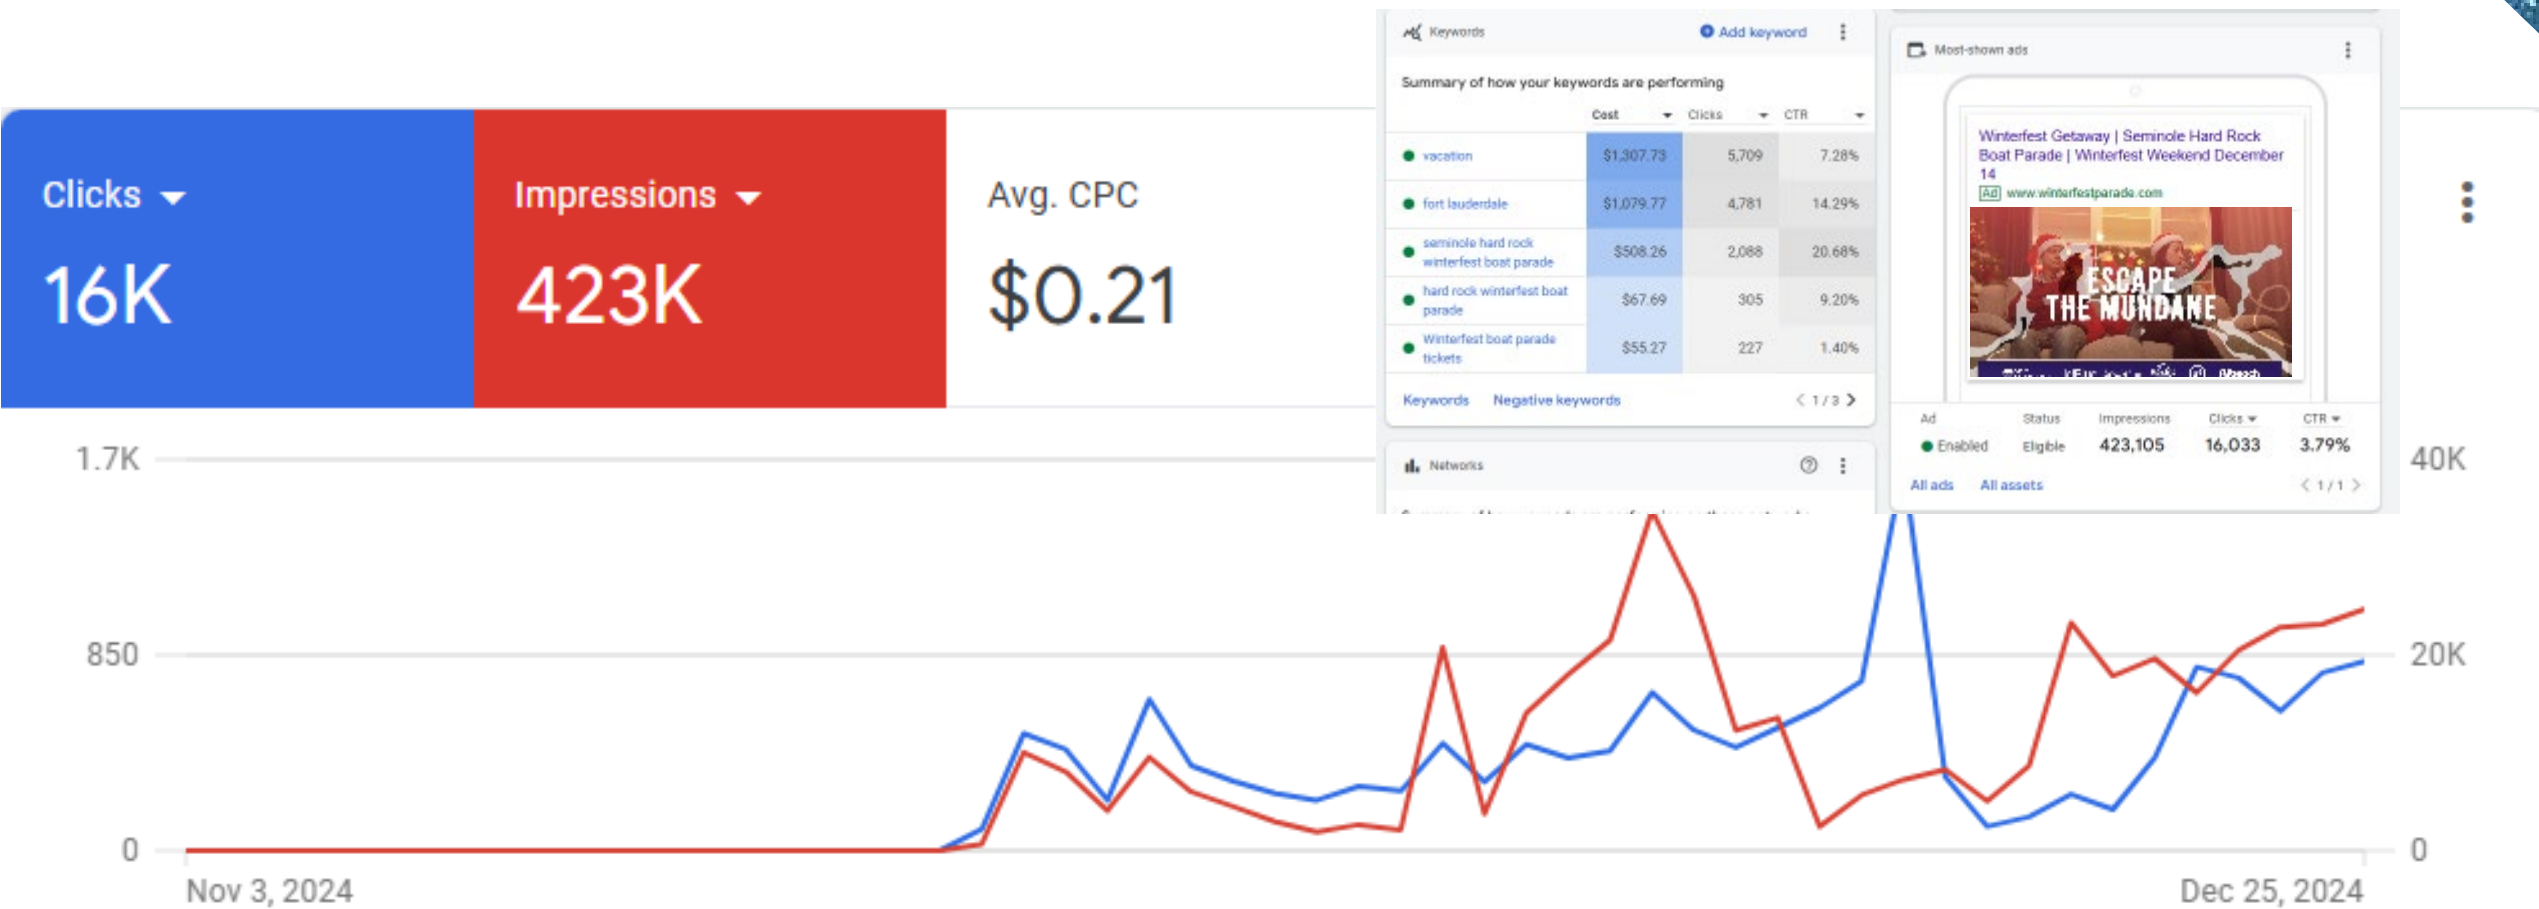 Clicks
16K
Impressions
423K
Avg. CPC
$0.21
Keywords
Add keyword
Summary of how your keywords are performing
Cost Clicks CTR
vacation $1,307.73 5,709 7.28%
fort lauderdale $1,079.77 4,781 14.29%
seminole hard rock
winterfest boat parade $508.26 2,088 20.68%
hard rock winterfest boat
parade $67.69 305 9.20%
Winterfest boat parade
tickets $55.27 227 1.40%
Keywords Negative keywords 1 / 3
Networks
Most-shown ads
Winterfest Getaway | Seminole Hard Rock
Boat Parade | Winterfest Weekend December
14
Ad www.winterfestparade.com
ESCAPE
THE MUNDANE
Ad Status Impressions Clicks CTR
Enabled Eligible 423,105 16,033 3.79%
All ads All assets 1 / 1
1.7K
850
0
40K
20K
0
Nov 3, 2024
Dec 25, 2024